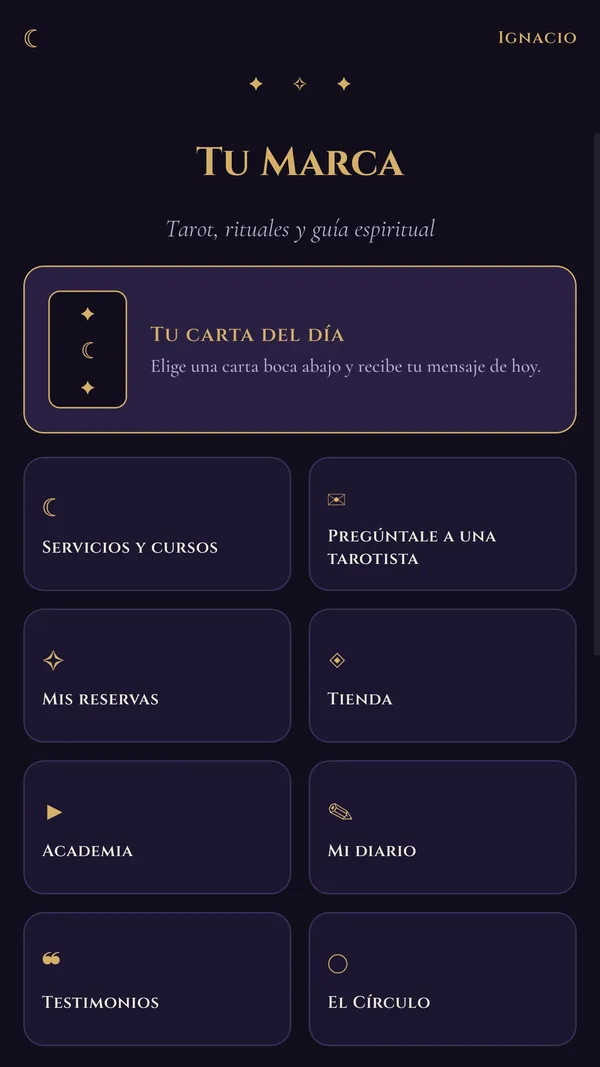 Ignacio
Tu Marca
Tarot, rituales y guía espiritual
Tu carta del día
Elige una carta boca abajo y recibe tu mensaje de hoy.
Servicios y cursos
Pregúntale a una
tarotista
Mis reservas
Tienda
Academia
Mi diario
Testimonios
El Círculo